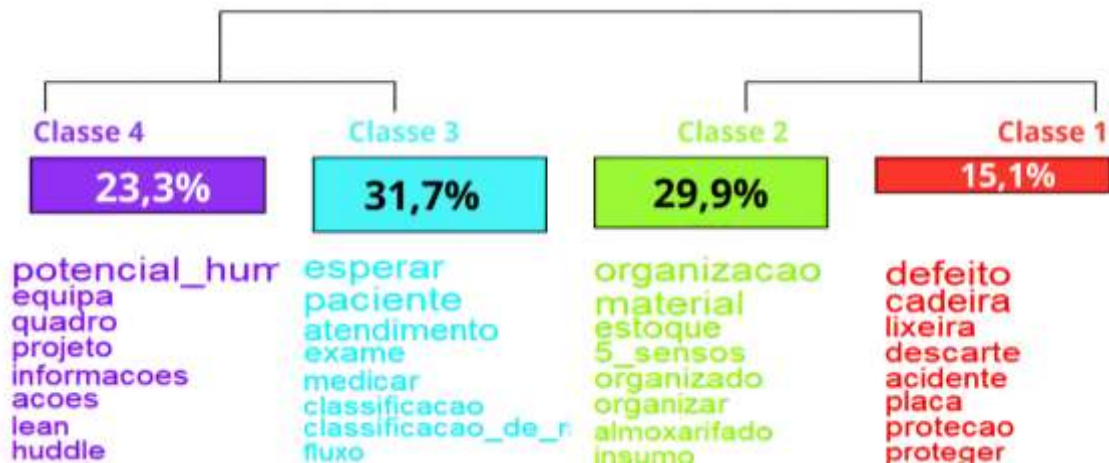 Classe 4
Classe 3
Classe 2
Classe 1
23,3%
31,7%
29,9%
15,1%
potencial_hum
equipa
quadro
projeto
informacoes
acoes
lean
huddle
esperar
paciente
atendimento
exame
medicar
classificacao
classificacao_de_r
fluxo
organizacao
material
estoque
5_sensos
organizado
organizar
almoxarifado
insumo
defeito
cadeira
lixeira
descarte
acidente
placa
protecao
proteger